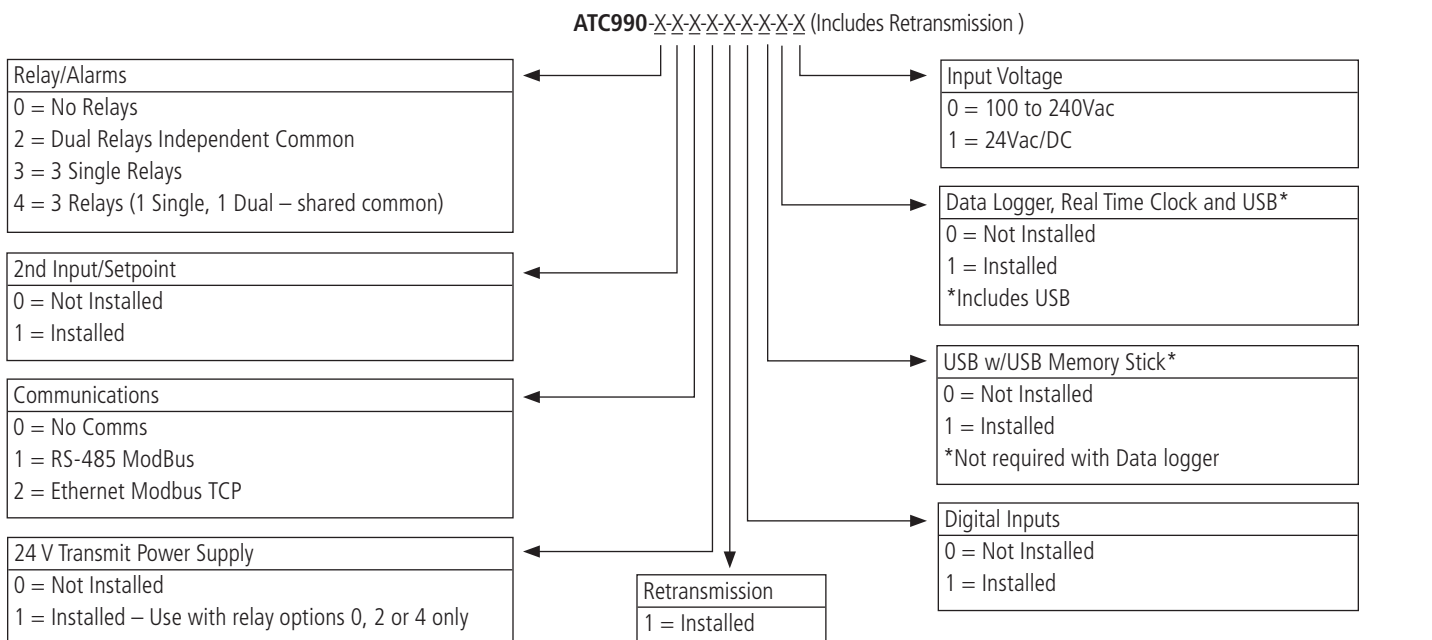 ATC990-X-X-X-X-X-X-X-X-X (Includes Retransmission )
Relay/Alarms
0 = No Relays
2 = Dual Relays Independent Common
3 = 3 Single Relays
4 = 3 Relays (1 Single, 1 Dual – shared common)
2nd Input/Setpoint
0 = Not Installed
1 = Installed
Communications
0 = No Comms
1 = RS-485 ModBus
2 = Ethernet Modbus TCP
24 V Transmit Power Supply
0 = Not Installed
1 = Installed – Use with relay options 0, 2 or 4 only
Retransmission
1 = Installed
Input Voltage
0 = 100 to 240Vac
1 = 24Vac/DC
Data Logger, Real Time Clock and USB*
0 = Not Installed
1 = Installed
*Includes USB
USB w/USB Memory Stick*
0 = Not Installed
1 = Installed
*Not required with Data logger
Digital Inputs
0 = Not Installed
1 = Installed